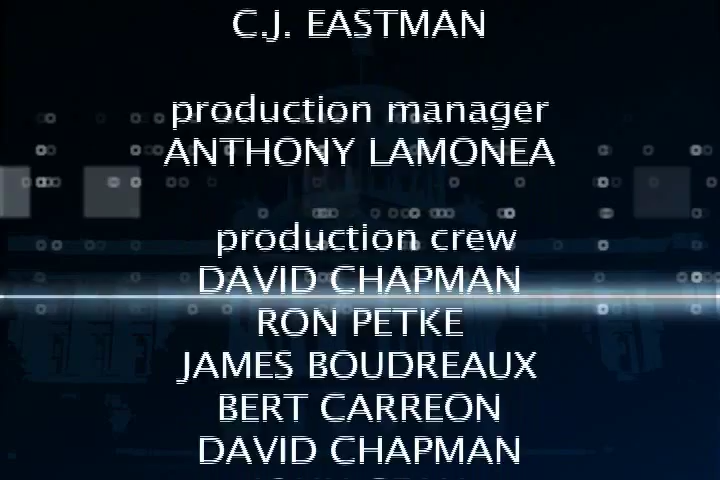 C.J. EASTMAN
production manager
ANTHONY LAMONEA
production crew
DAVID CHAPMAN
RON PETKE
JAMES BOUDREAUX
BERT CARREON
DAVID CHAPMAN